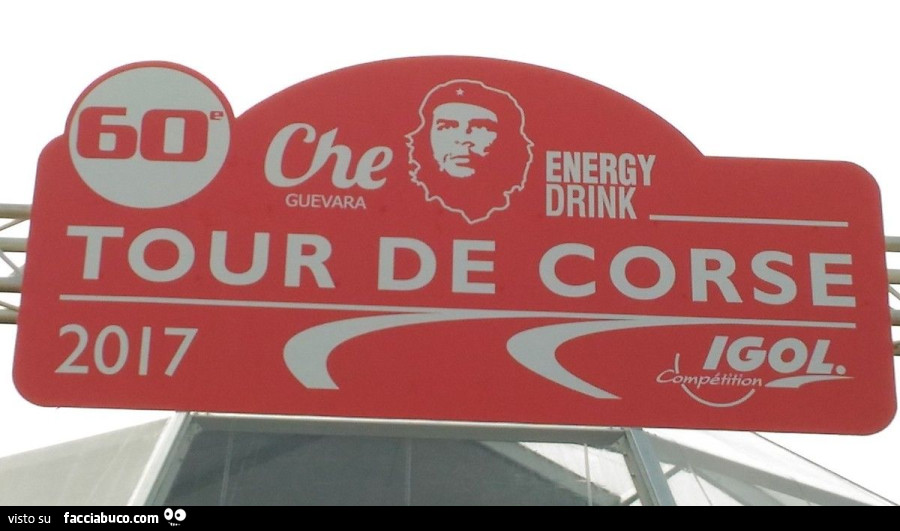 60e
Che
GUEVARA
ENERGY
DRINK
TOUR DE CORSE
2017
IGOL.
Compétition
visto su facciabuco.com